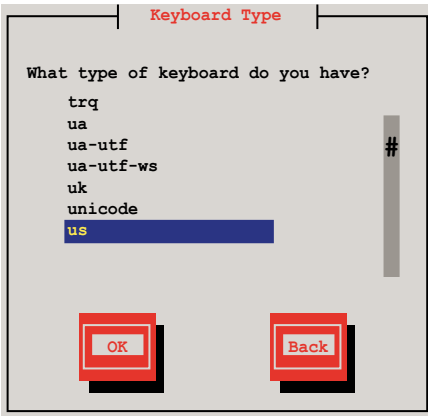 Keyboard Type
What type of keyboard do you have?
trq
ua
ua-utf
ua-utf-ws
uk
unicode
us
#
OK Back